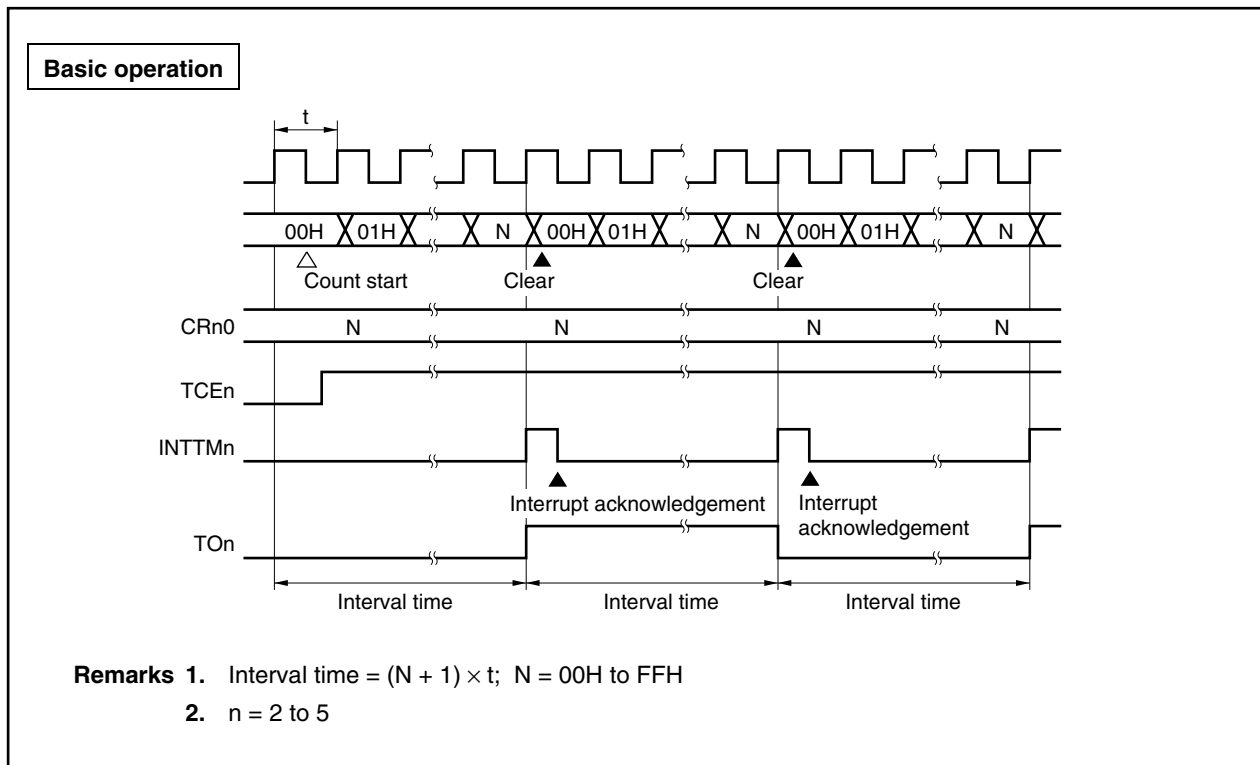 Basic operation
t
00H 01H N 00H 01H N 00H 01H N
Count start Clear Clear
CRn0 N N N N
TCEn
INTTMn
Interrupt acknowledgement Interrupt
acknowledgement
TOn
Interval time Interval time Interval time
Remarks 1. Interval time = (N + 1) × t; N = 00H to FFH
2. n = 2 to 5